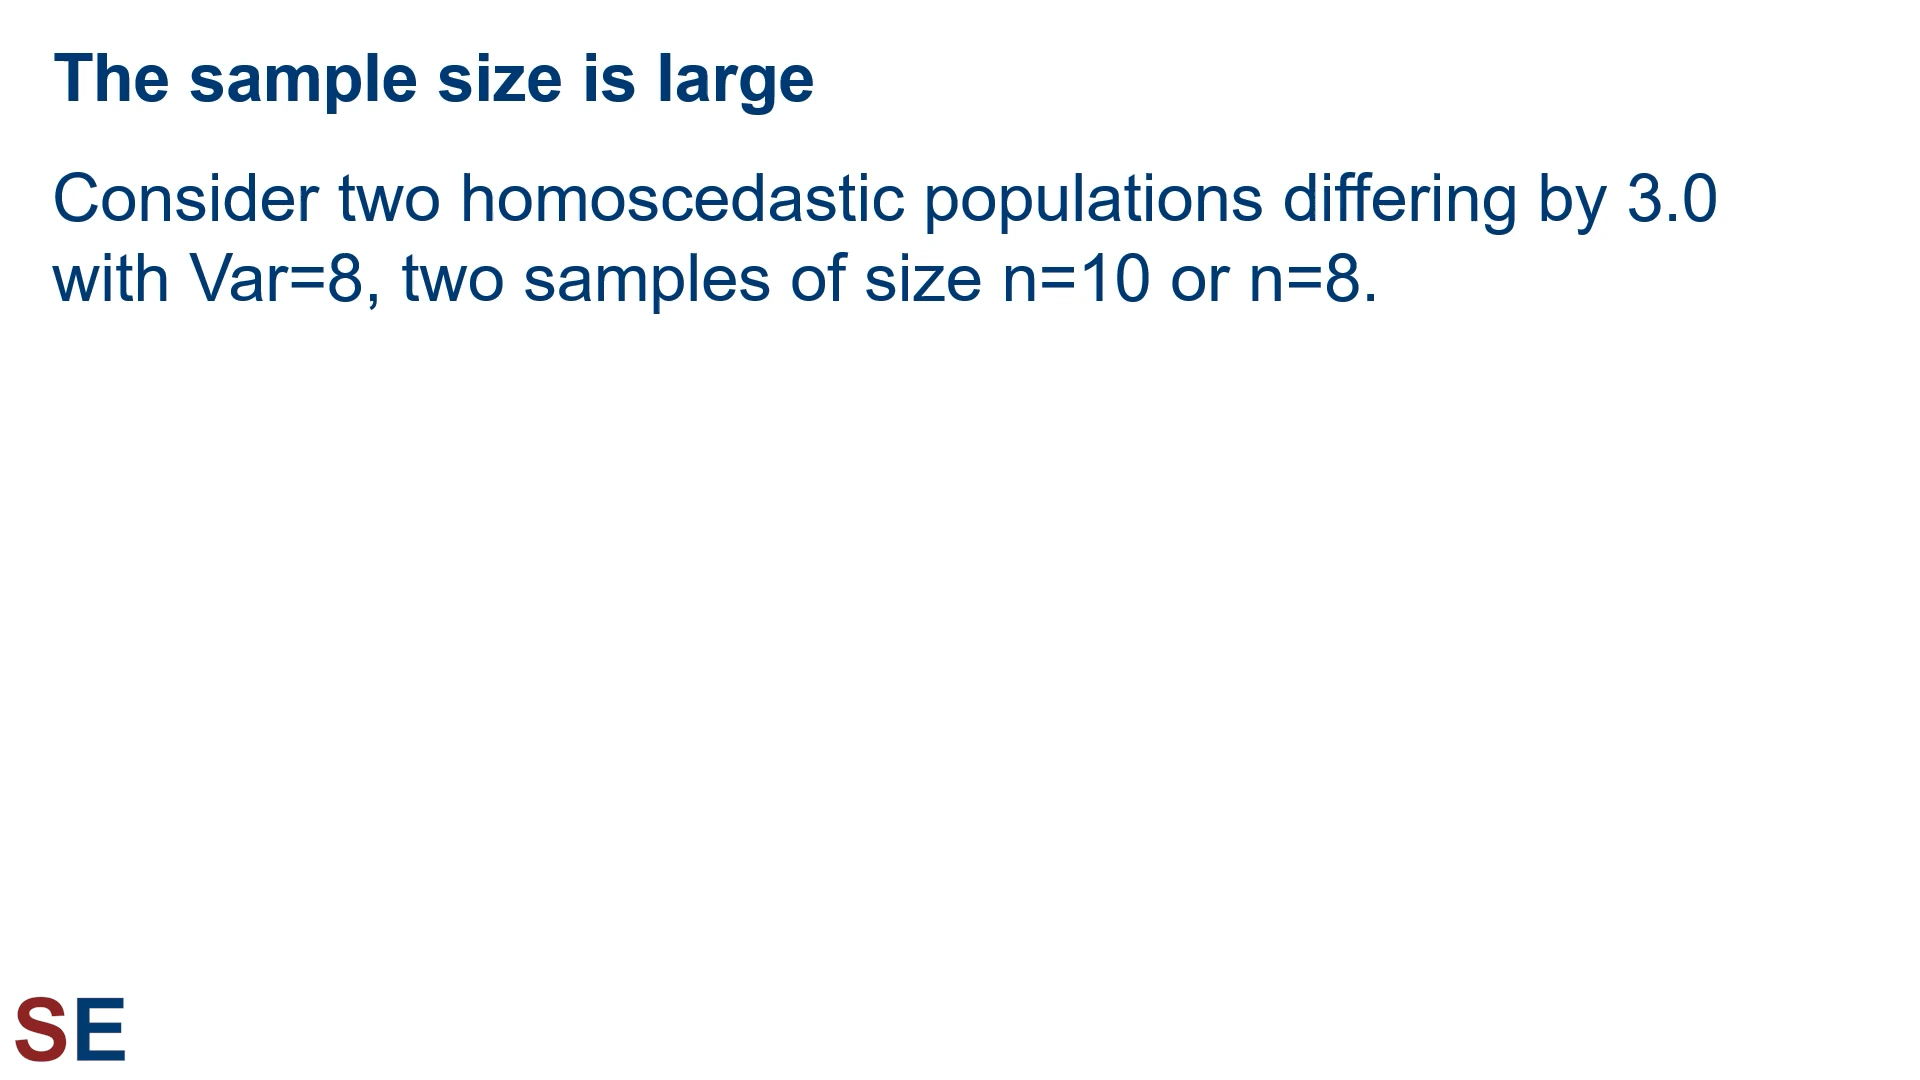 The sample size is large
Consider two homoscedastic populations differing by 3.0
with Var=8, two samples of size n=10 or n=8.
SE